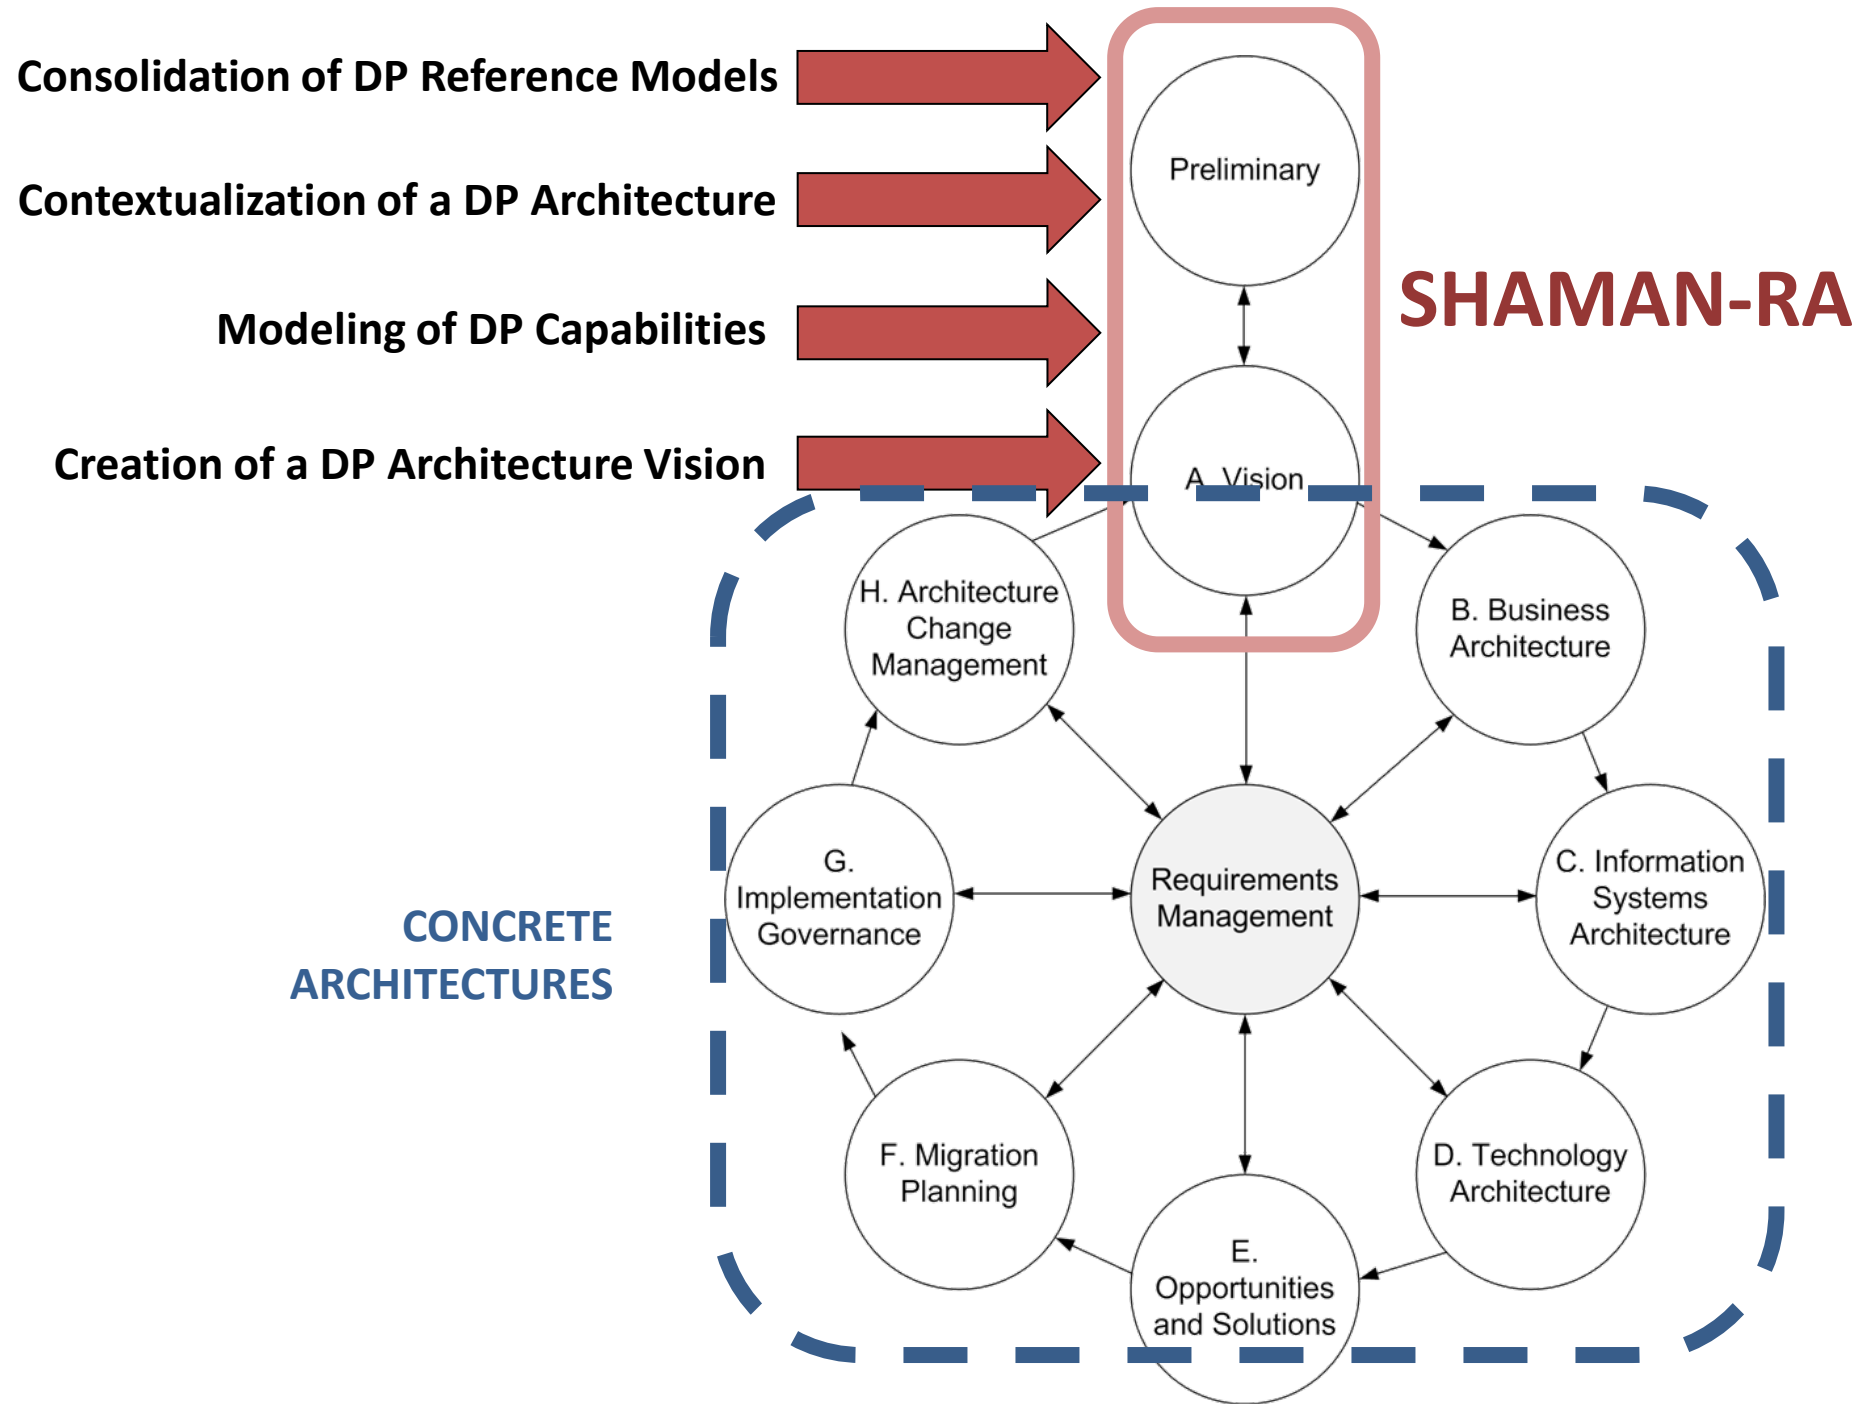 Consolidation of DP Reference Models
Contextualization of a DP Architecture
Modeling of DP Capabilities
Creation of a DP Architecture Vision
Preliminary
SHAMAN-RA
A. Vision
H. Architecture
Change
Management
B. Business
Architecture
G.
Implementation
Governance
Requirements
Management
C. Information
Systems
Architecture
CONCRETE
ARCHITECTURES
F. Migration
Planning
D. Technology
Architecture
E.
Opportunities
and Solutions